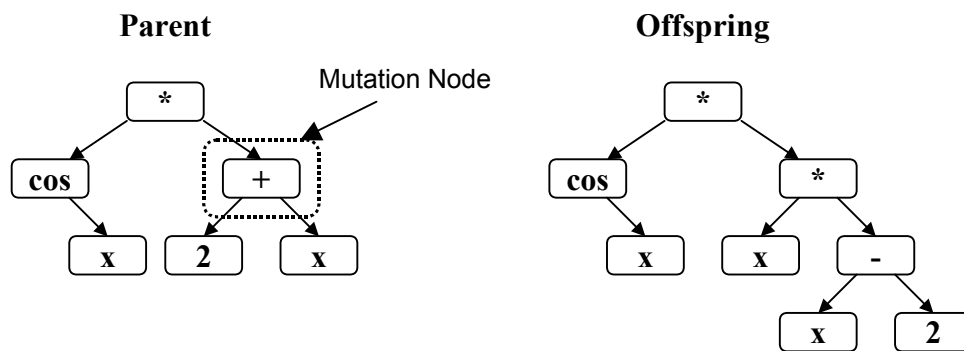 Parent Offspring
Mutation Node
* *
cos + cos *
x 2 x x x -
x 2